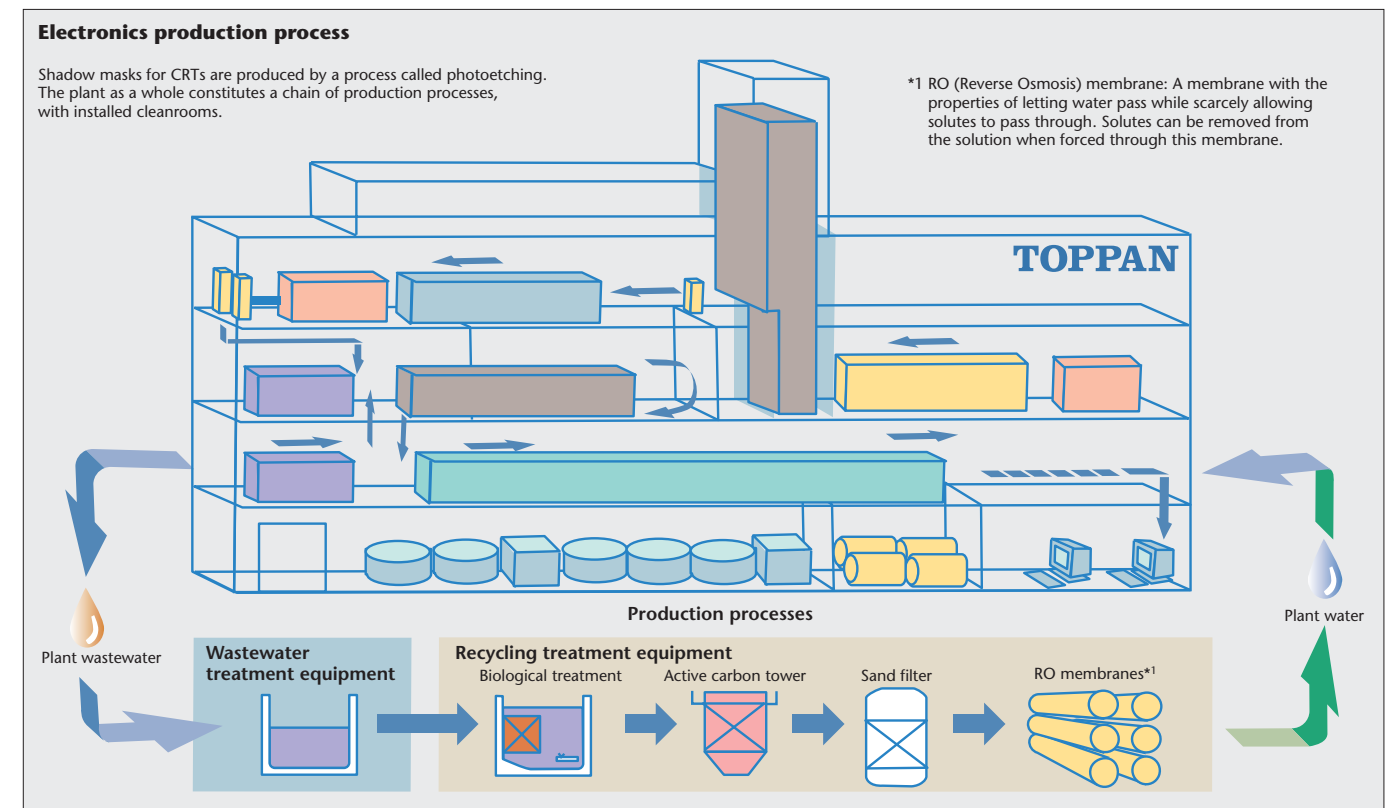 Electronics production process
Shadow masks for CRTs are produced by a process called photoetching.
The plant as a whole constitutes a chain of production processes,
with installed cleanrooms.
*1 RO (Reverse Osmosis) membrane: A membrane with the
properties of letting water pass while scarcely allowing
solutes to pass through. Solutes can be removed from
the solution when forced through this membrane.
TOPPAN
Production processes
Plant water
Plant wastewater
Wastewater
treatment equipment
Recycling treatment equipment
Biological treatment
Active carbon tower
Sand filter
RO membranes*1